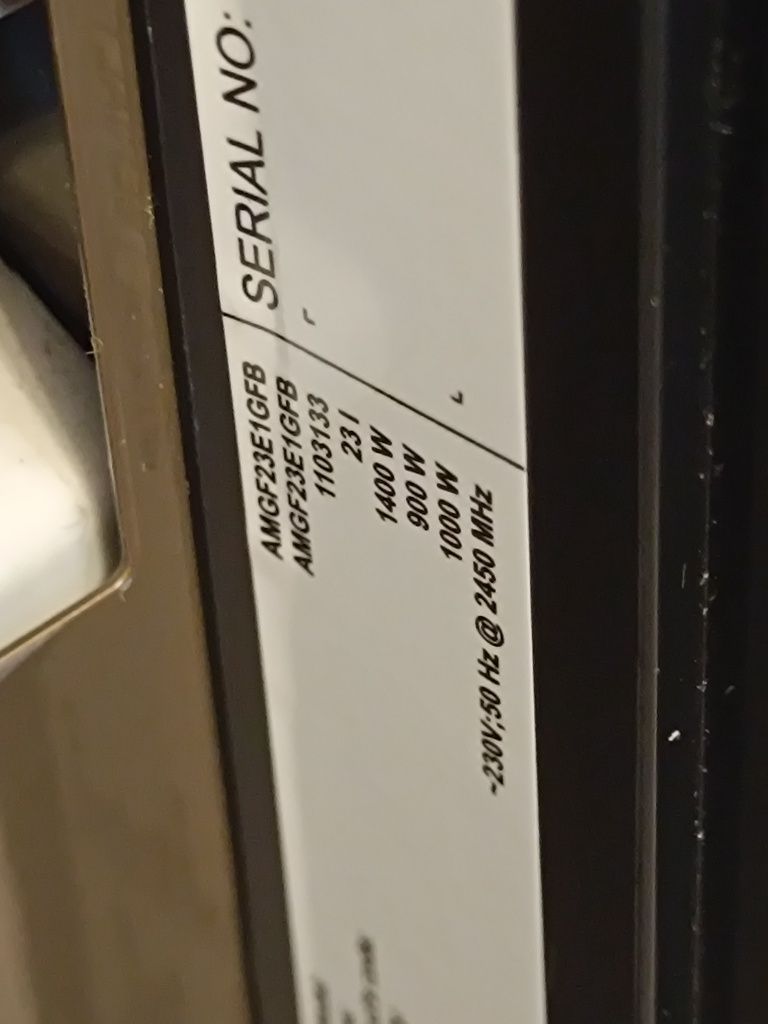 AMGF23E1GFB
AMGF23E1GFB
1103133
23 l
1400 W
900 W
1000 W
~230V;50 Hz @ 2450 MHz
SERIAL NO: